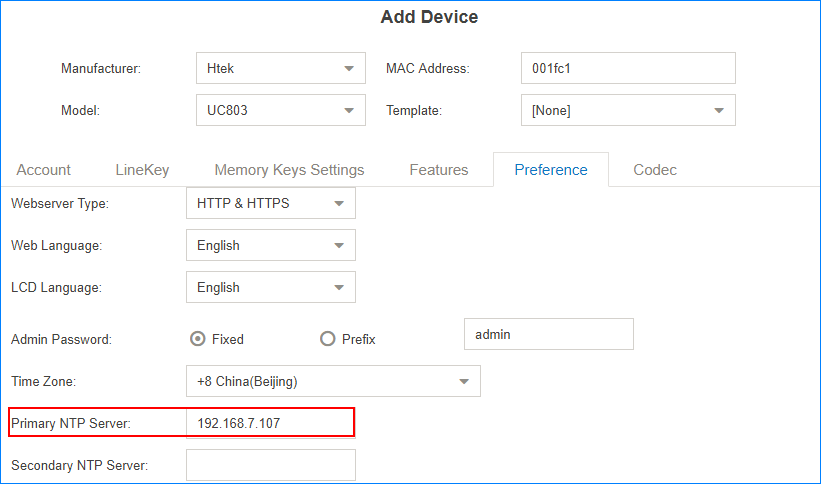 Add Device
Manufacturer: Htek MAC Address: 001fc1
Model: UC803 Template: [None]
Account LineKey Memory Keys Settings Features Preference Codec
Webserver Type: HTTP & HTTPS
Web Language: English
LCD Language: English
Admin Password: Fixed Prefix admin
Time Zone: +8 China(Beijing)
Primary NTP Server: 192.168.7.107
Secondary NTP Server: